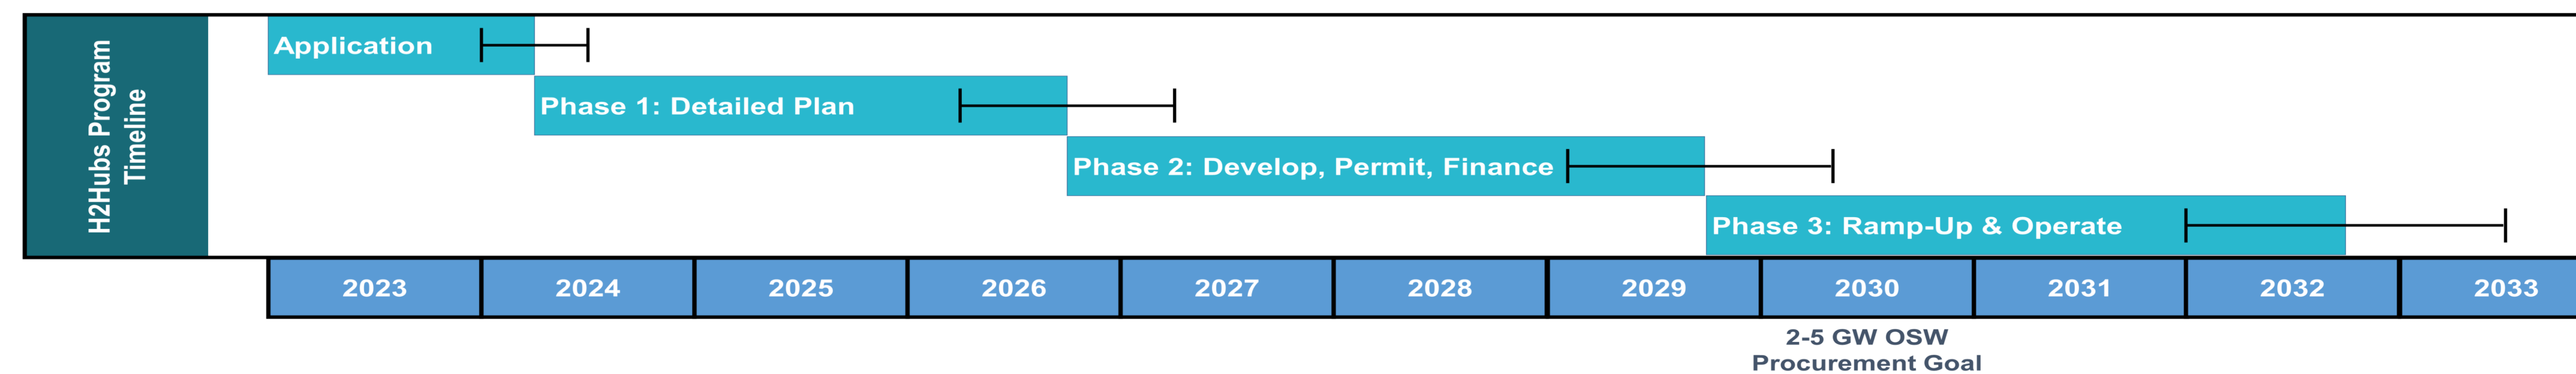 H2Hubs Program
Timeline
Application
Phase 1: Detailed Plan
Phase 2: Develop, Permit, Finance
Phase 3: Ramp-Up & Operate
2023 2024 2025 2026 2027 2028 2029 2030 2031 2032 2033
2-5 GW OSW
Procurement Goal